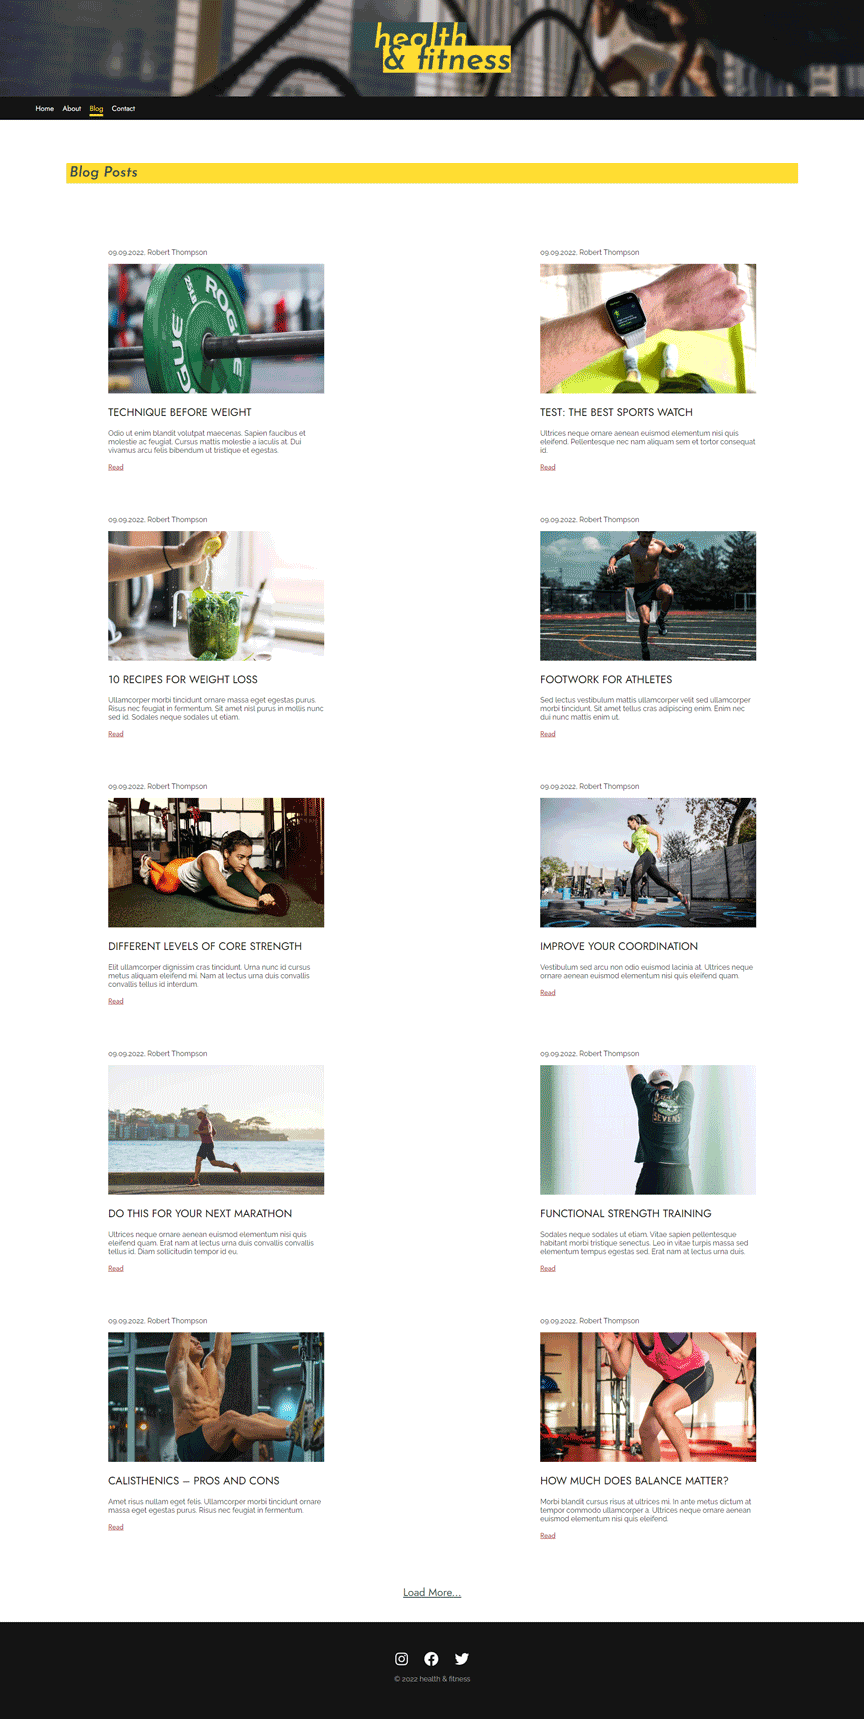 health
& fitness
Home About Blog Contact
Blog Posts
09.09.2022, Robert Thompson
ROGUE
25LB
TECHNIQUE BEFORE WEIGHT
Odio ut enim blandit volutpat maecenas. Sapien faucibus et
molestie ac feugiat. Cursus mattis molestie a iaculis at. Dui
vivamus arcu felis bibendum ut tristique et egestas.
Read
09.09.2022, Robert Thompson
TEST: THE BEST SPORTS WATCH
Ultrices neque ornare aenean euismod elementum nisi quis
eleifend. Pellentesque nec nam aliquam sem et tortor consequat
id.
Read
09.09.2022, Robert Thompson
10 RECIPES FOR WEIGHT LOSS
Ullamcorper morbi tincidunt ornare massa eget egestas purus.
Risus nec feugiat in fermentum. Sit amet nisl purus in mollis nunc
sed id. Sodales neque sodales ut etiam.
Read
09.09.2022, Robert Thompson
FOOTWORK FOR ATHLETES
Sed lectus vestibulum mattis ullamcorper velit sed ullamcorper
morbi tincidunt. Sit amet tellus cras adipiscing enim. Enim nec
dui nunc mattis enim ut.
Read
09.09.2022, Robert Thompson
DIFFERENT LEVELS OF CORE STRENGTH
Elit ullamcorper dignissim cras tincidunt. Urna nunc id cursus
metus aliquam eleifend mi. Nam at lectus urna duis convallis
convallis tellus id interdum.
Read
09.09.2022, Robert Thompson
IMPROVE YOUR COORDINATION
Vestibulum sed arcu non odio euismod lacinia at. Ultrices neque
ornare aenean euismod elementum nisi quis eleifend quam.
Read
09.09.2022, Robert Thompson
DO THIS FOR YOUR NEXT MARATHON
Ultrices neque ornare aenean euismod elementum nisi quis
eleifend quam. Erat nam at lectus urna duis convallis convallis
tellus id. Diam sollicitudin tempor id eu.
Read
09.09.2022, Robert Thompson
SEVENS
FUNCTIONAL STRENGTH TRAINING
Sodales neque sodales ut etiam. Vitae sapien pellentesque
habitant morbi tristique senectus. Leo in vitae turpis massa sed
elementum tempus egestas sed. Erat nam at lectus urna duis.
Read
09.09.2022, Robert Thompson
CALISTHENICS – PROS AND CONS
Amet risus nullam eget felis. Ullamcorper morbi tincidunt ornare
massa eget egestas purus. Risus nec feugiat in fermentum.
Read
09.09.2022, Robert Thompson
HOW MUCH DOES BALANCE MATTER?
Morbi blandit cursus risus at ultrices mi. In ante metus dictum at
tempor commodo ullamcorper a. Ultrices neque ornare aenean
euismod elementum nisi quis eleifend.
Read
Load More...
© 2022 health & fitness